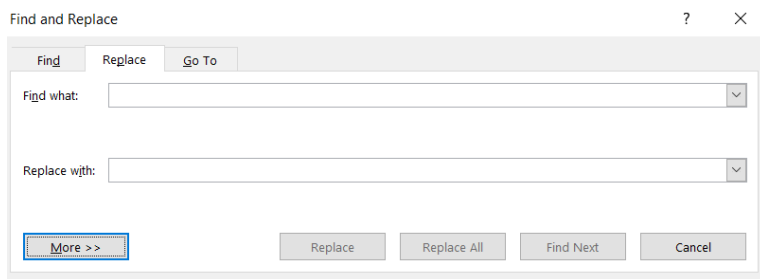 Find and Replace ?
Find Replace Go To
Find what:
Replace with:
More >> Replace Replace All Find Next Cancel